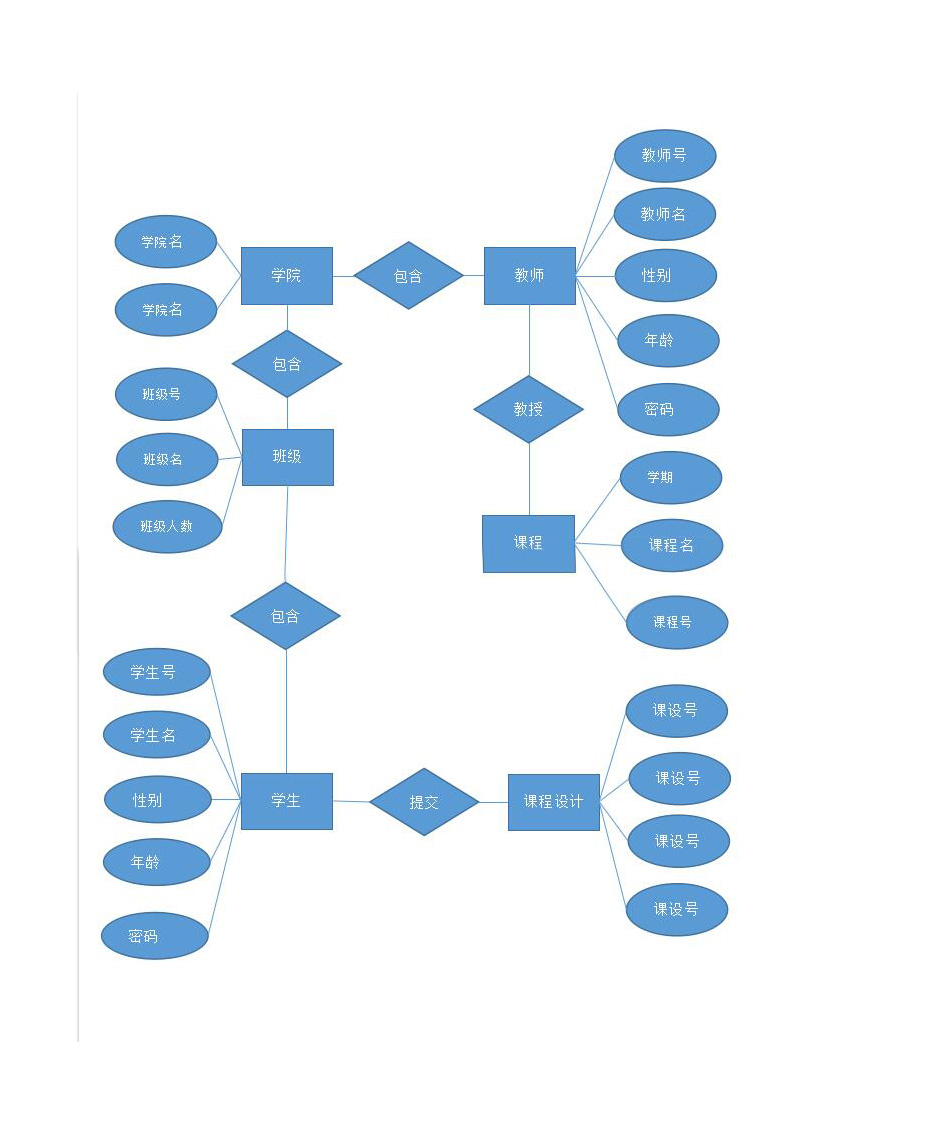 教师号
教师名
学院名
学院
包含
教师
性别
学院名
年龄
包含
班级号
教授
密码
班级名
班级
学期
班级人数
课程
课程名
包含
课程号
学生号
课设号
学生名
课设号
性别
学生
提交
课程设计
课设号
年龄
课设号
密码